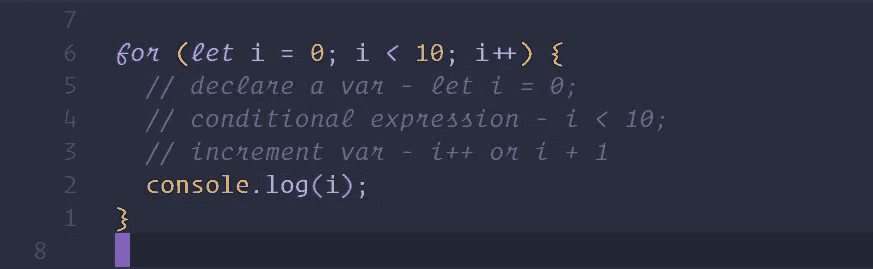 7
6 for (let i = 0; i < 10; i++) {
5 // declare a var - let i = 0;
4 // conditional expression - i < 10;
3 // increment var - i++ or i + 1
2 console.log(i);
1 }
8